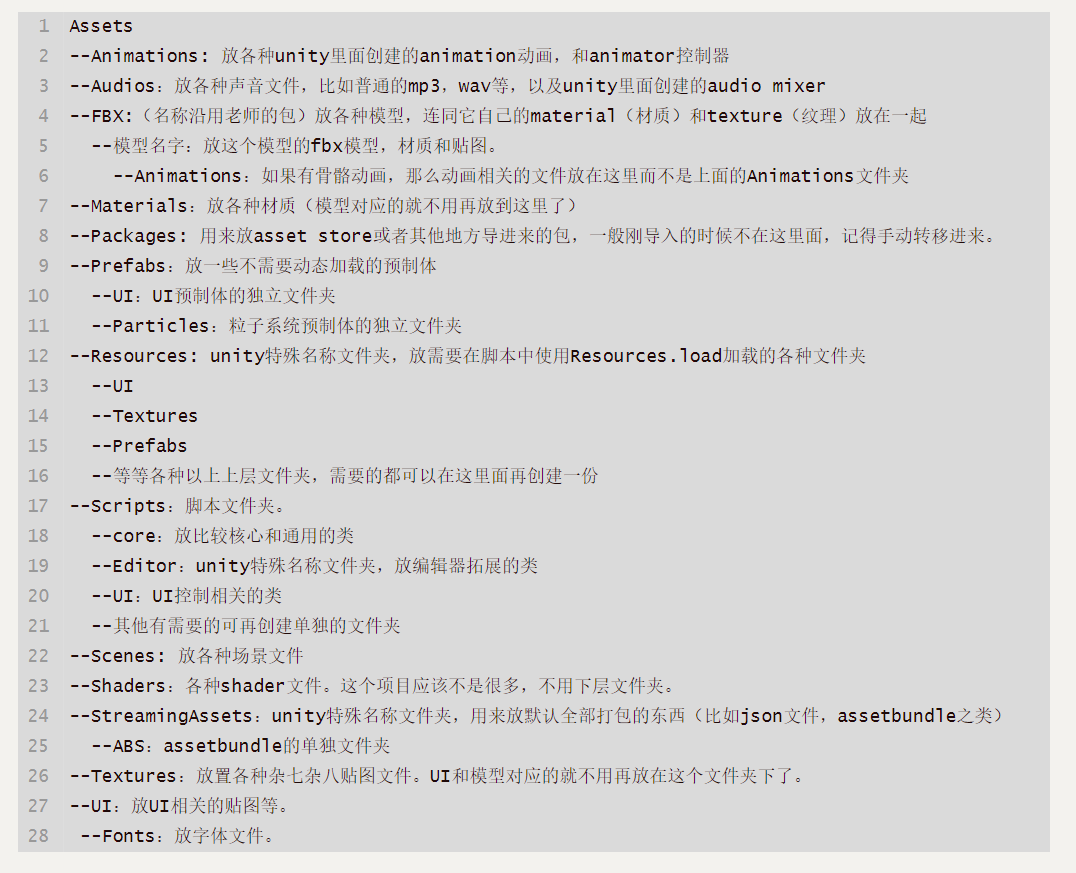 1 Assets
2 --Animations: 放各种unity里面创建的animation动画，和animator控制器
3 --Audios：放各种声音文件，比如普通的mp3，wav等，以及unity里面创建的audio mixer
4 --FBX:（名称沿用老师的包）放各种模型，连同它自己的material（材质）和texture（纹理）放在一起
5   --模型名字：放这个模型的fbx模型，材质和贴图。
6     --Animations：如果有骨骼动画，那么动画相关的文件放在这里而不是上面的Animations文件夹
7 --Materials：放各种材质（模型对应的就不用再放到这里了）
8 --Packages: 用来放asset store或者其他地方导进来的包，一般刚导入的时候不在这里面，记得手动转移进来。
9 --Prefabs：放一些不需要动态加载的预制体
10   --UI：UI预制体的独立文件夹
11   --Particles：粒子系统预制体的独立文件夹
12 --Resources: unity特殊名称文件夹，放需要在脚本中使用Resources.load加载的各种文件夹
13   --UI
14   --Textures
15   --Prefabs
16   --等等各种以上上层文件夹，需要的都可以在这里面再创建一份
17 --Scripts：脚本文件夹。
18   --core：放比较核心和通用的类
19   --Editor：unity特殊名称文件夹，放编辑器拓展的类
20   --UI：UI控制相关的类
21   --其他有需要的可再创建单独的文件夹
22 --Scenes: 放各种场景文件
23 --Shaders：各种shader文件。这个项目应该不是很多，不用下层文件夹。
24 --StreamingAssets：unity特殊名称文件夹，用来放默认全部打包的东西（比如json文件，assetbundle之类）
25   --ABS：assetbundle的单独文件夹
26 --Textures：放置各种杂七杂八贴图文件。UI和模型对应的就不用再放在这个文件夹下了。
27 --UI：放UI相关的贴图等。
28  --Fonts：放字体文件。